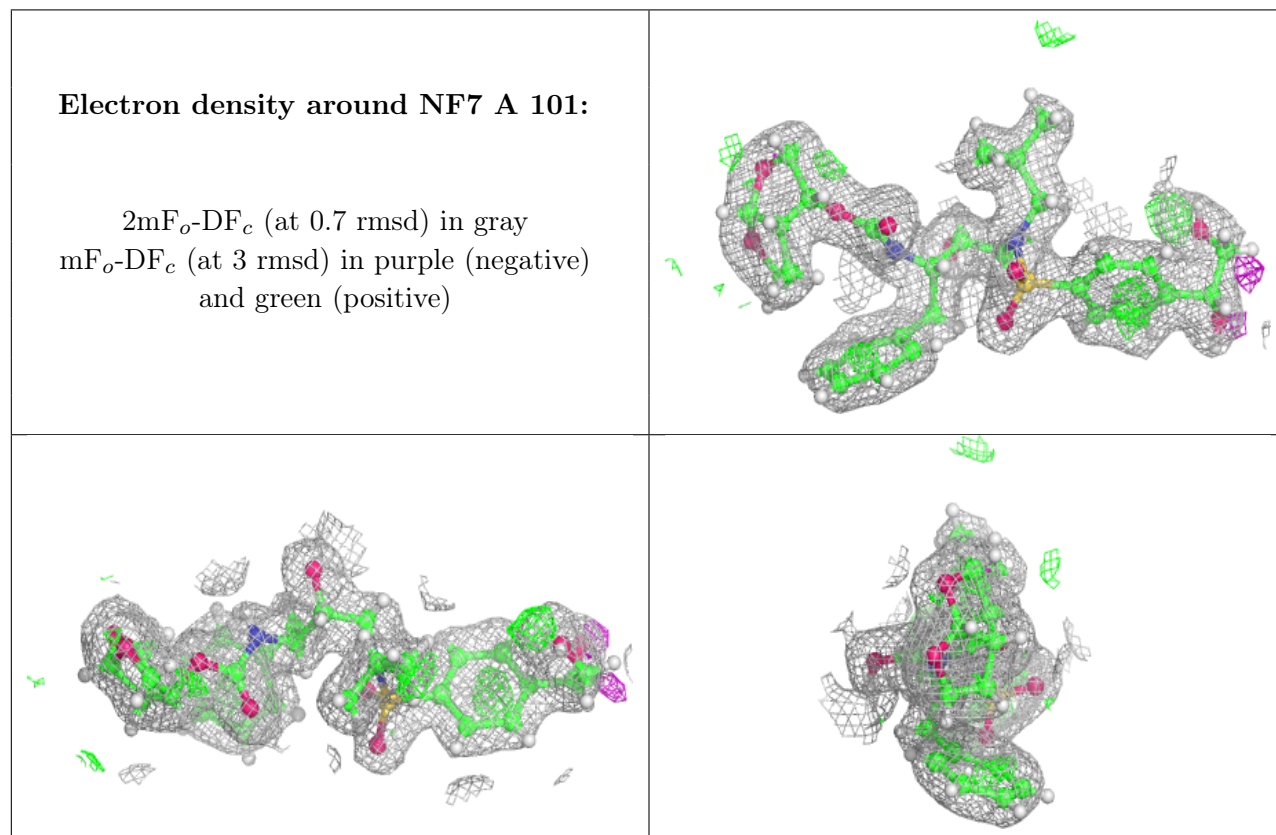 Electron density around NF7 A 101:
2mFo-DFc (at 0.7 rmsd) in gray
mFo-DFc (at 3 rmsd) in purple (negative)
and green (positive)